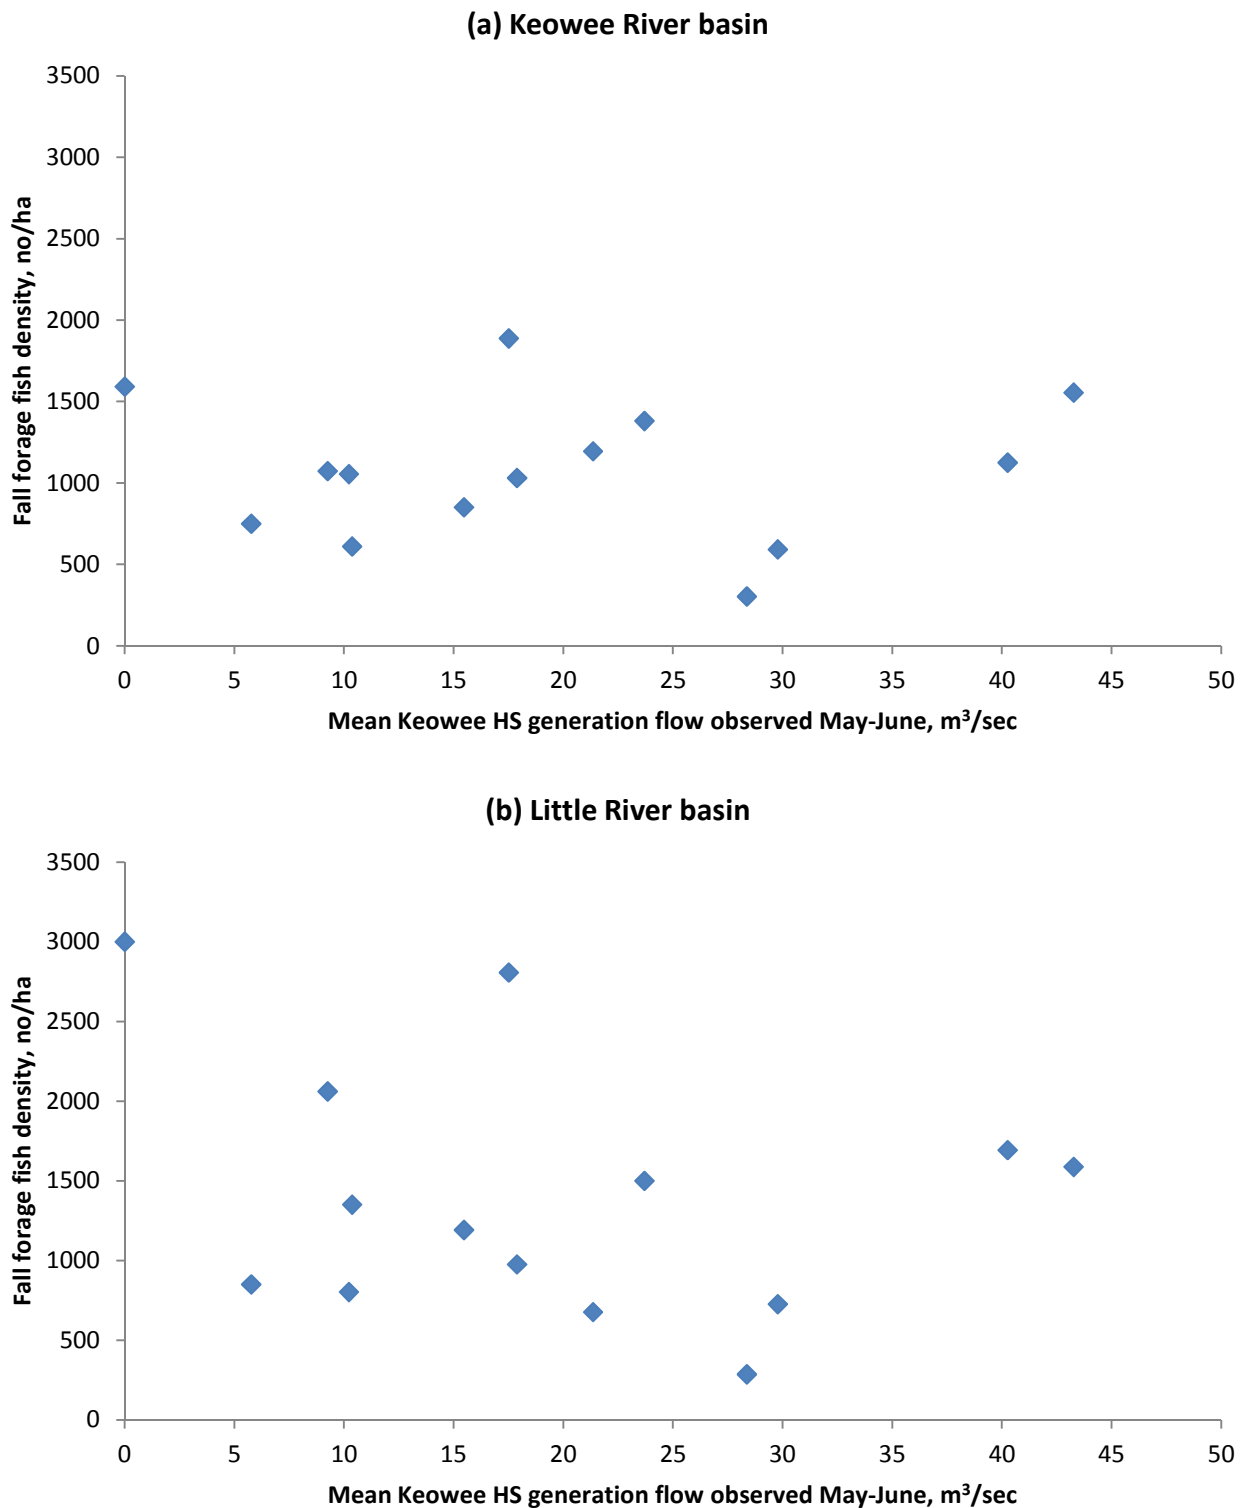 (a) Keowee River basin
3500
3000
2500
2000
1500
1000
500
0
Fall forage fish density, no/ha
0 5 10 15 20 25 30 35 40 45 50
Mean Keowee HS generation flow observed May-June, m³/sec
(b) Little River basin
3500
3000
2500
2000
1500
1000
500
0
Fall forage fish density, no/ha
0 5 10 15 20 25 30 35 40 45 50
Mean Keowee HS generation flow observed May-June, m³/sec